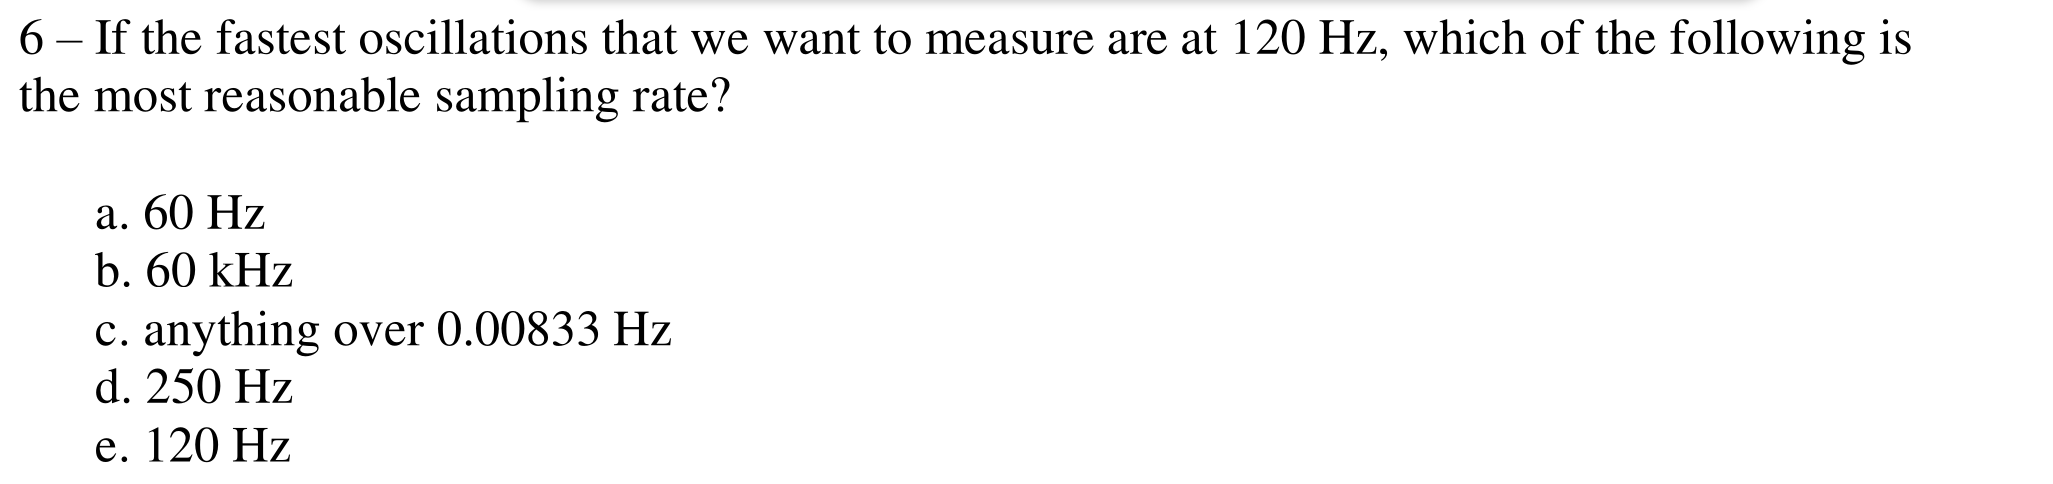 6 – If the fastest oscillations that we want to measure are at 120 Hz, which of the following is
the most reasonable sampling rate?
a. 60 Hz
b. 60 kHz
c. anything over 0.00833 Hz
d. 250 Hz
e. 120 Hz